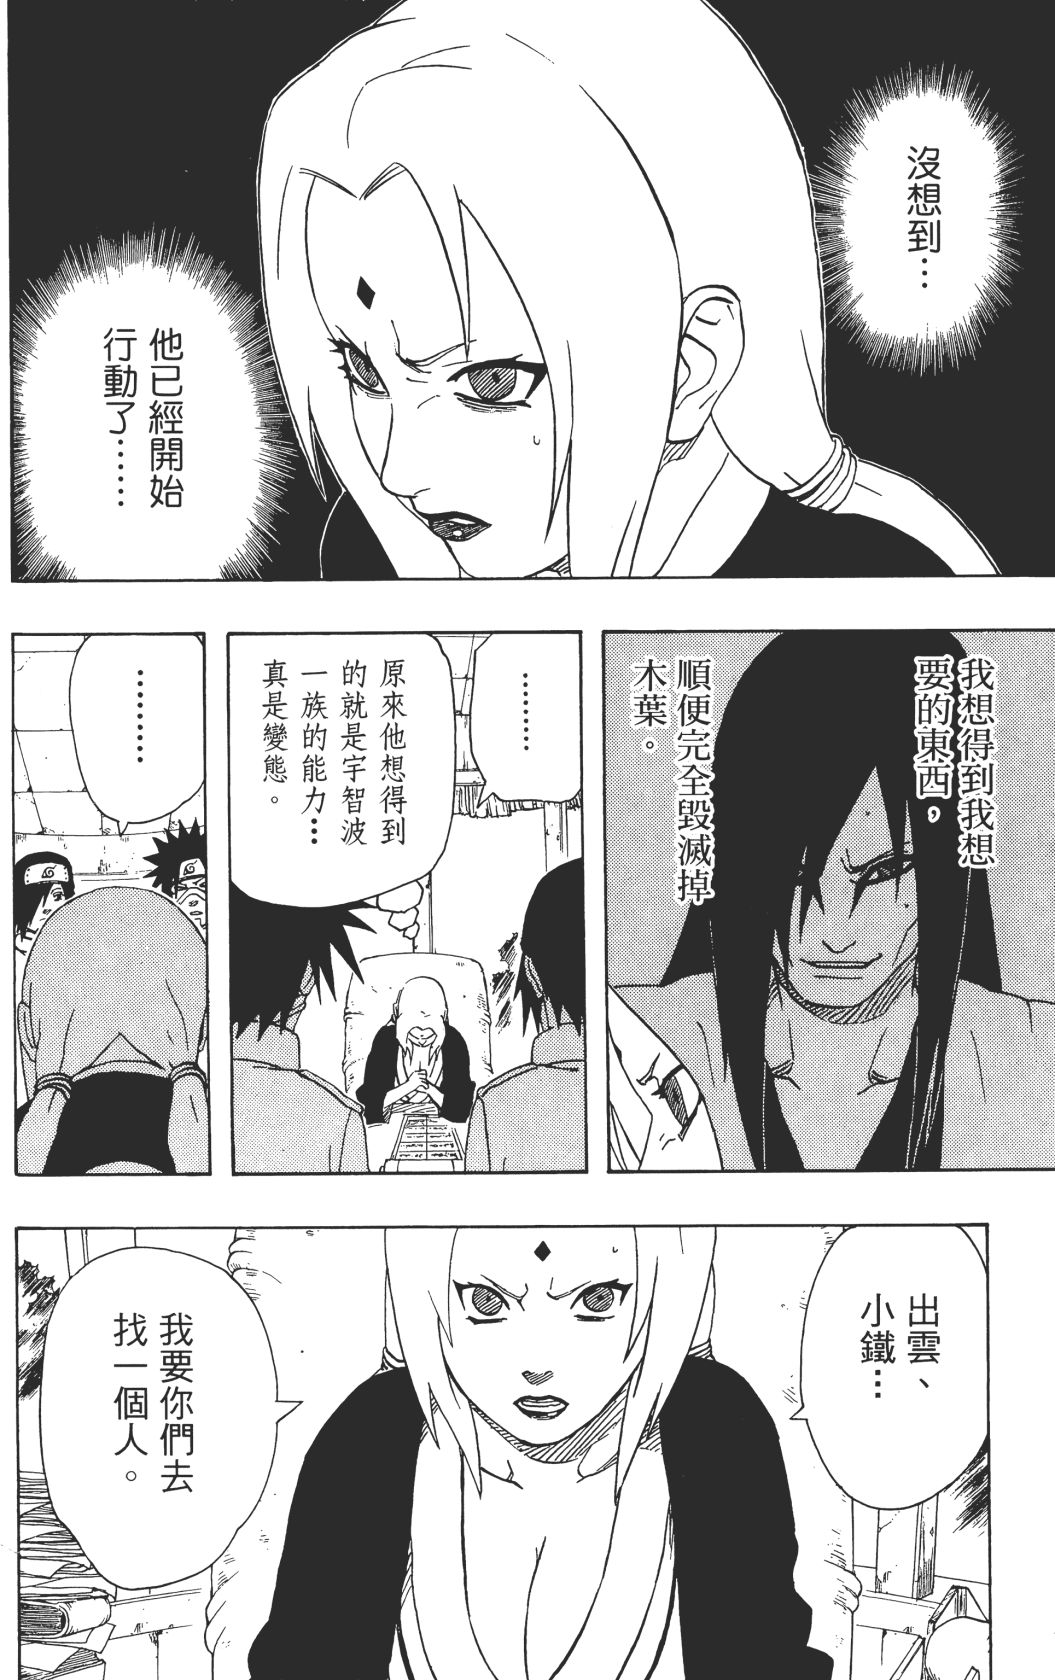 沒想到…
他已經開始
行動了……
我想得到我想
要的東西，
順便完全毀滅掉
木葉。
………
原來他想得到
的就是宇智波
一族的能力…
真是變態。
………
出雲、
小鐵…
我要你們去
找一個人。